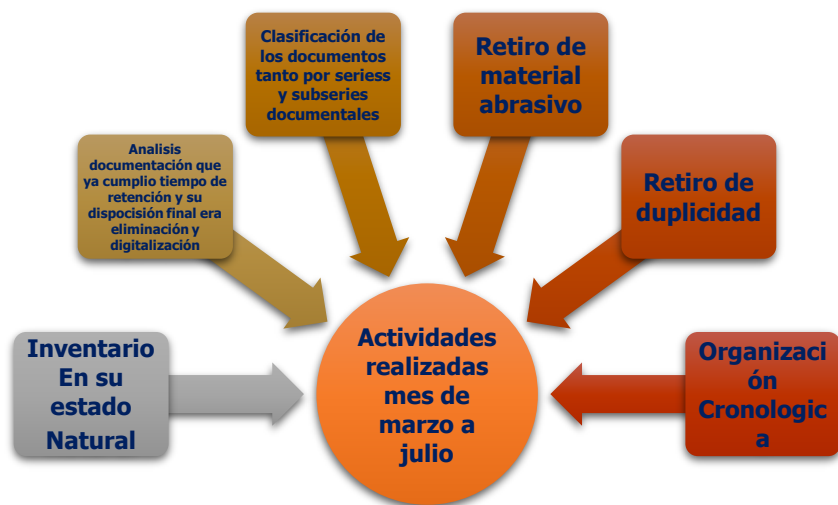 Clasificación de
los documentos
tanto por seriess
y subseries
documentales
Retiro de
material
abrasivo
Analisis
documentación que
ya cumplio tiempo de
retención y su
disposición final era
eliminación y
digitalización
Retiro de
duplicidad
Inventario
En su
estado
Natural
Actividades
realizadas
mes de
marzo a
julio
Organizaci
ón
Cronologic
a